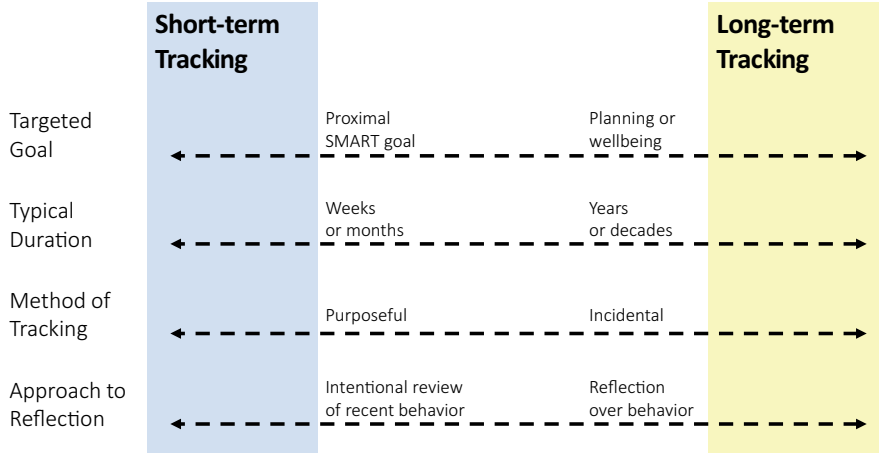 Short-term
Tracking
Long-term
Tracking
Targeted
Goal
Proximal
SMART goal
Planning or
wellbeing
Typical
Duration
Weeks
or months
Years
or decades
Method of
Tracking
Purposeful
Incidental
Approach to
Reflection
Intentional review
of recent behavior
Reflection
over behavior